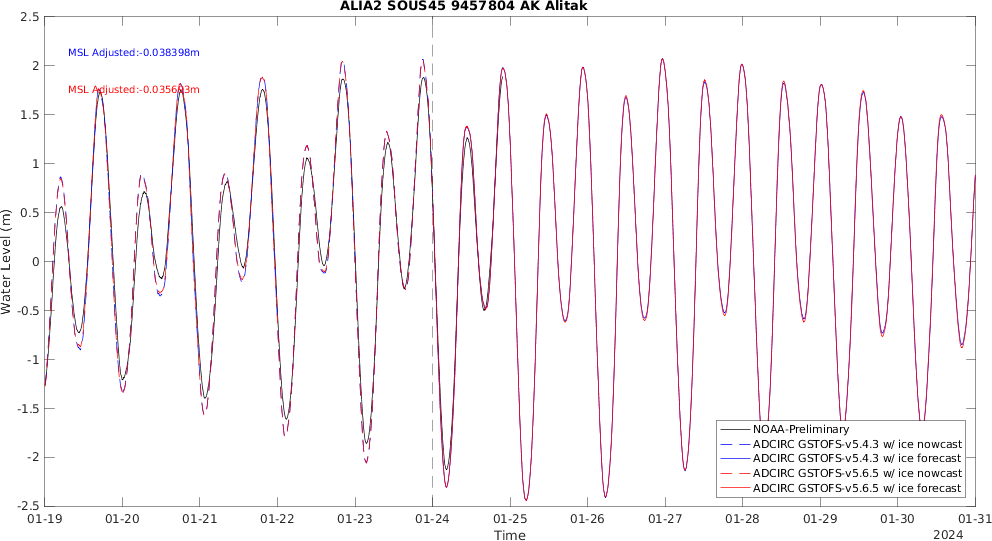 ALIA2 SOUS45 9457804 AK Alitak
MSL Adjusted:-0.038398m
MSL Adjusted:-0.035623m
Water Level (m)
2.5
2
1.5
1
0.5
0
-0.5
-1
-1.5
-2
-2.5
NOAA-Preliminary
ADCIRC GSTOFS-v5.4.3 w/ ice nowcast
ADCIRC GSTOFS-v5.4.3 w/ ice forecast
ADCIRC GSTOFS-v5.6.5 w/ ice nowcast
ADCIRC GSTOFS-v5.6.5 w/ ice forecast
01-19 01-20 01-21 01-22 01-23 01-24 01-25 01-26 01-27 01-28 01-29 01-30 01-31
Time
2024